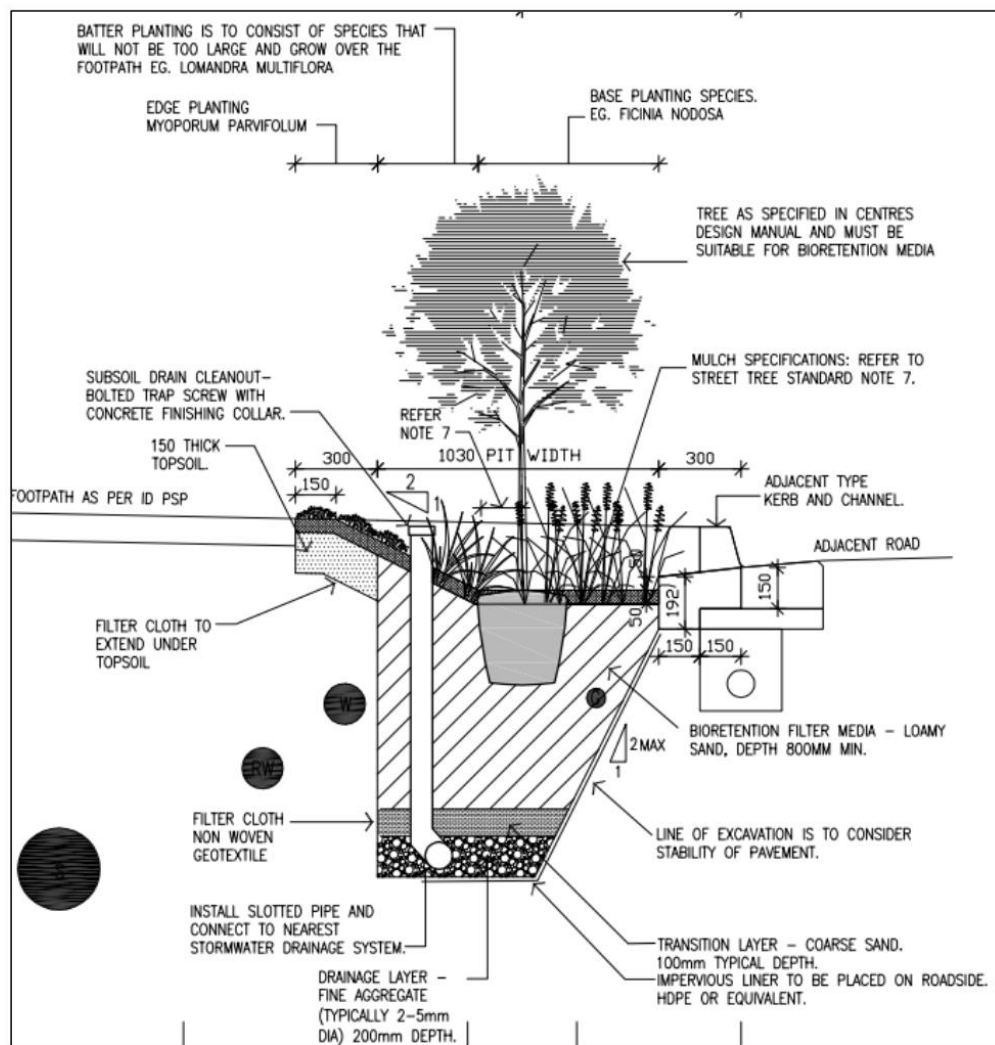 BATTER PLANTING IS TO CONSIST OF SPECIES THAT
WILL NOT BE TOO LARGE AND GROW OVER THE
FOOTPATH EG. LOMANDRA MULTIFLORA
EDGE PLANTING
MYOPORUM PARVIFOLUM
BASE PLANTING SPECIES.
EG. FICINIA NODOSA
TREE AS SPECIFIED IN CENTRES
DESIGN MANUAL AND MUST BE
SUITABLE FOR BIORETENTION MEDIA
SUBSOIL DRAIN CLEANOUT–
BOLTED TRAP SCREW WITH
CONCRETE FINISHING COLLAR.
REFER
NOTE 7
MULCH SPECIFICATIONS: REFER TO
STREET TREE STANDARD NOTE 7.
150 THICK
TOPSOIL.
300
1030 PIT WIDTH
300
150
2
1
ADJACENT TYPE
KERB AND CHANNEL.
FOOTPATH AS PER ID PSP
ADJACENT ROAD
50
50
192
150
150
150
FILTER CLOTH TO
EXTEND UNDER
TOPSOIL
W
C
RW
2 MAX
1
BIORETENTION FILTER MEDIA – LOAMY
SAND, DEPTH 800MM MIN.
FILTER CLOTH
NON WOVEN
GEOTEXTILE
LINE OF EXCAVATION IS TO CONSIDER
STABILITY OF PAVEMENT.
INSTALL SLOTTED PIPE AND
CONNECT TO NEAREST
STORMWATER DRAINAGE SYSTEM.
TRANSITION LAYER – COARSE SAND.
100mm TYPICAL DEPTH.
IMPERVIOUS LINER TO BE PLACED ON ROADSIDE.
HDPE OR EQUIVALENT.
DRAINAGE LAYER –
FINE AGGREGATE
(TYPICALLY 2–5mm
DIA) 200mm DEPTH.